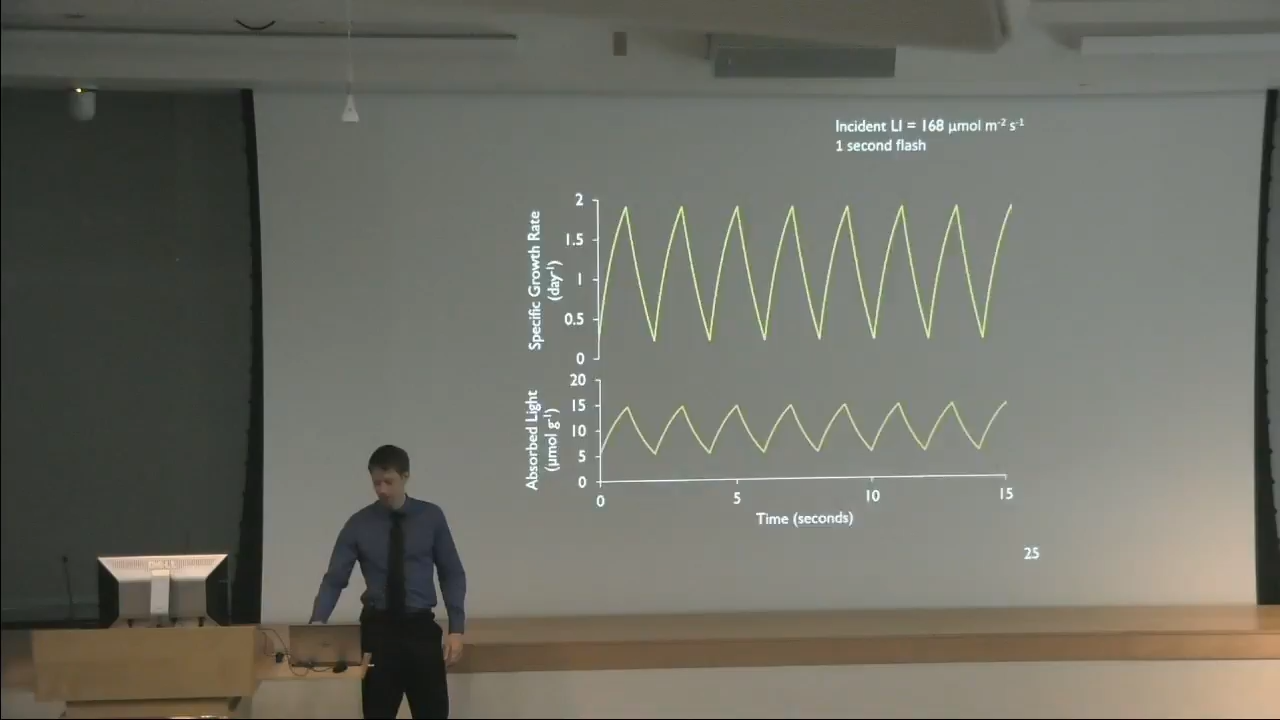 Incident LI = 168 μmol m⁻² s⁻¹
1 second flash
Specific Growth Rate
(day⁻¹)
2
1.5
1
0.5
0
Absorbed Light
(μmol g⁻¹)
20
15
10
5
0
0
5
10
15
Time (seconds)
25
DELL